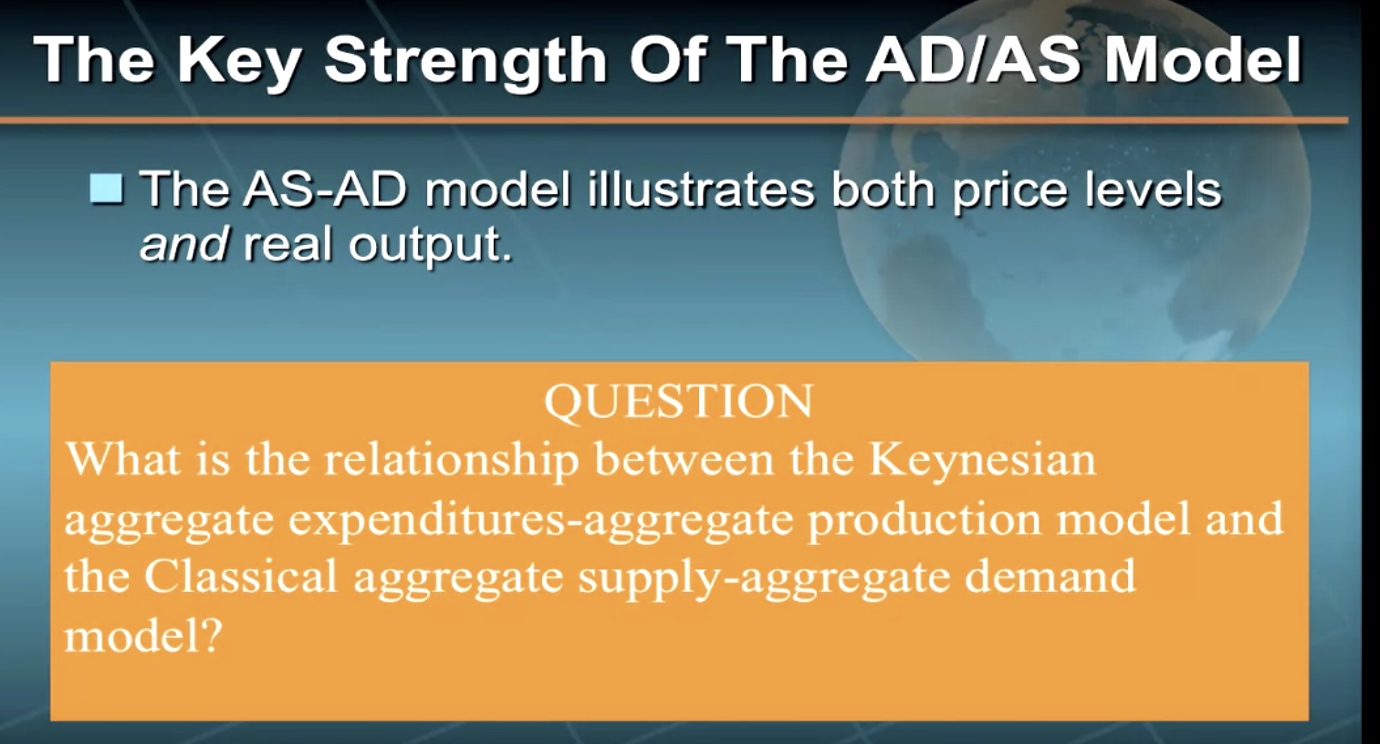 The Key Strength Of The AD/AS Model
The AS-AD model illustrates both price levels
and real output.
QUESTION
What is the relationship between the Keynesian
aggregate expenditures-aggregate production model and
the Classical aggregate supply-aggregate demand
model?